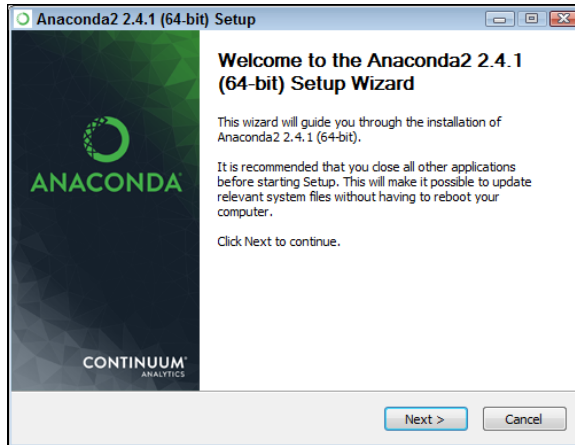 Anaconda2 2.4.1 (64-bit) Setup
Welcome to the Anaconda2 2.4.1
(64-bit) Setup Wizard
This wizard will guide you through the installation of
Anaconda2 2.4.1 (64-bit).
It is recommended that you close all other applications
before starting Setup. This will make it possible to update
relevant system files without having to reboot your
computer.
Click Next to continue.
ANACONDA
CONTINUUM
ANALYTICS
Next >
Cancel